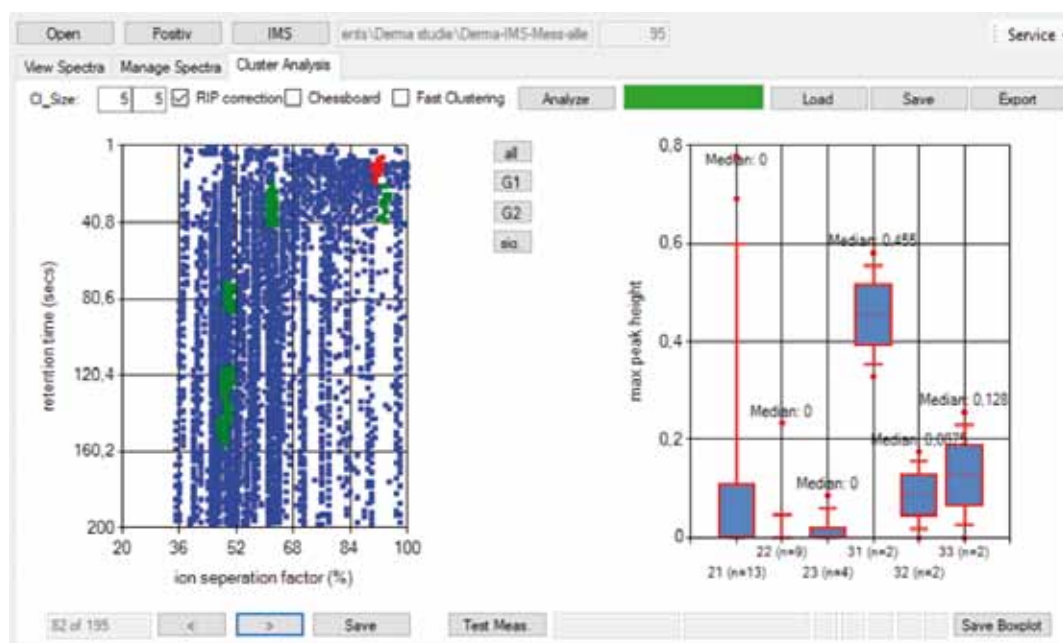 Open Positiv IMS ents\Derma studie\Derma-IMS-Mess-alle 95 Service
View Spectra Manage Spectra Cluster Analysis
Cl_Size: 5 5 RIP correction Chessboard Fast Clustering Analyze Load Save Export
1
40,8
80,6
120,4
160,2
200
20 36 52 68 84 100
retention time (secs)
ion seperation factor (%)
all
G1
G2
0,8
0,6
0,4
0,2
0
max peak height
Median: 0
Median: 0
Median: 0
Median: 0,455
Median: 0,0875
Median: 0,128
22 (n=9) 31 (n=2) 33 (n=2)
21 (n=13) 23 (n=4) 32 (n=2)
82 of 195 < > Save Test Meas. Save Boxplot